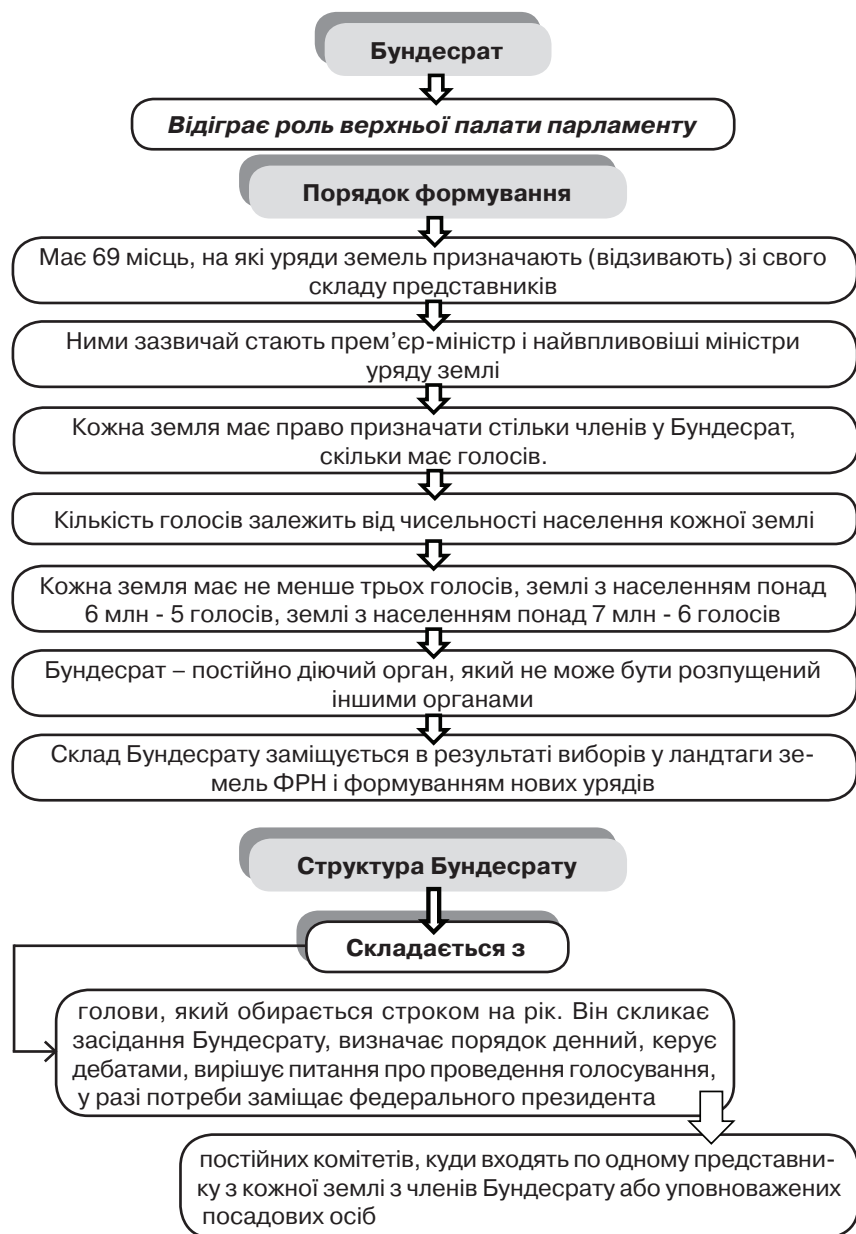 Бундесрат
Відіграє роль верхньої палати парламенту
Порядок формування
Має 69 місць, на які уряди земель призначають (відзивають) зі свого
складу представників
Ними зазвичай стають прем’єр-міністр і найвпливовіші міністри
уряду землі
Кожна земля має право призначати стільки членів у Бундесрат,
скільки має голосів.
Кількість голосів залежить від чисельності населення кожної землі
Кожна земля має не менше трьох голосів, землі з населенням понад
6 млн - 5 голосів, землі з населенням понад 7 млн - 6 голосів
Бундесрат – постійно діючий орган, який не може бути розпущений
іншими органами
Склад Бундесрату заміщується в результаті виборів у ландтаги зе-
мель ФРН і формуванням нових урядів
Структура Бундесрату
Складається з
голови, який обирається строком на рік. Він скликає
засідання Бундесрату, визначає порядок денний, керує
дебатами, вирішує питання про проведення голосування,
у разі потреби заміщає федерального президента
постійних комітетів, куди входять по одному представни-
ку з кожної землі з членів Бундесрату або уповноважених
посадових осіб